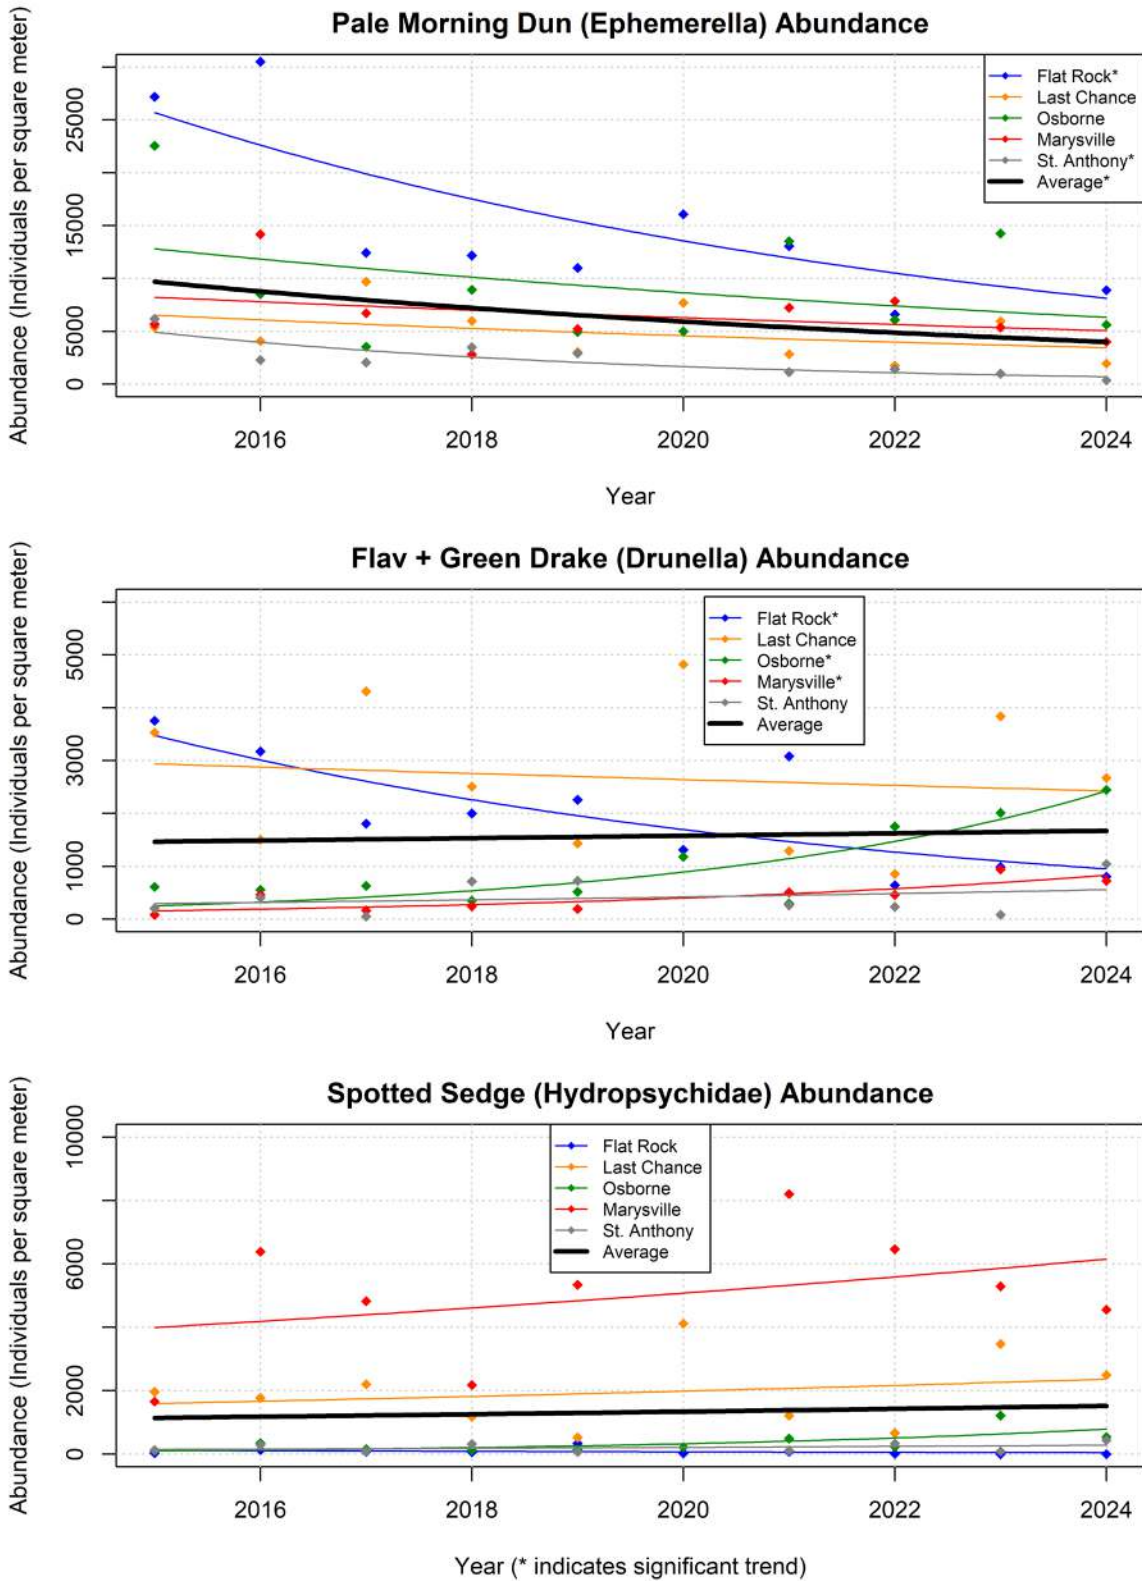 Pale Morning Dun (Ephemerella) Abundance
Abundance (Individuals per square meter)
25000
15000
5000
0
Flat Rock*
Last Chance
Osborne
Marysville
St. Anthony*
Average*
2016 2018 2020 2022 2024
Year
Flav + Green Drake (Drunella) Abundance
Abundance (Individuals per square meter)
5000
3000
1000
0
Flat Rock*
Last Chance
Osborne*
Marysville*
St. Anthony
Average
2016 2018 2020 2022 2024
Year
Spotted Sedge (Hydropsychidae) Abundance
Abundance (Individuals per square meter)
10000
6000
2000
0
Flat Rock
Last Chance
Osborne
Marysville
St. Anthony
Average
2016 2018 2020 2022 2024
Year (* indicates significant trend)